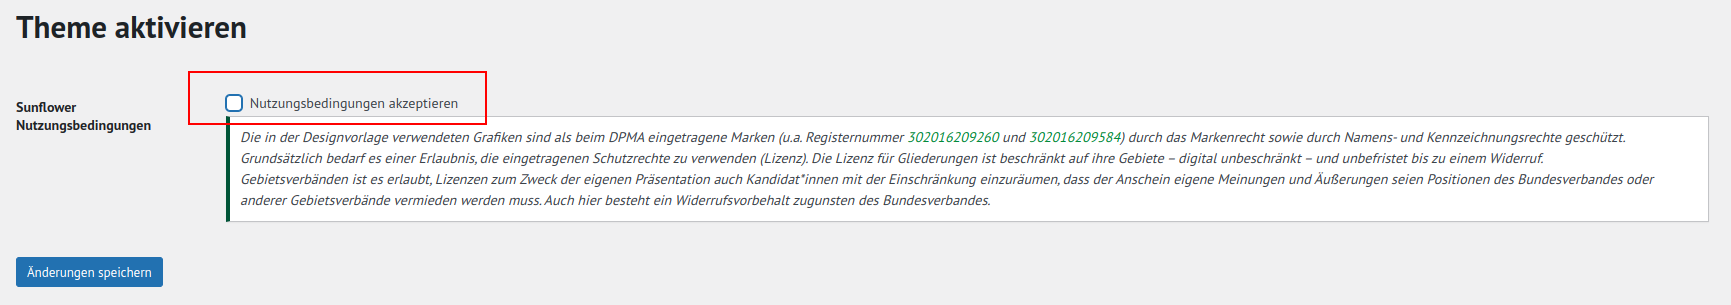 Theme aktivieren
Sunflower
Nutzungsbedingungen
Nutzungsbedingungen akzeptieren
Die in der Designvorlage verwendeten Grafiken sind als beim DPMA eingetragene Marken (u.a. Registernummer 302016209260 und 302016209584) durch das Markenrecht sowie durch Namens- und Kennzeichnungsrechte geschützt.
Grundsätzlich bedarf es einer Erlaubnis, die eingetragenen Schutzrechte zu verwenden (Lizenz). Die Lizenz für Gliederungen ist beschränkt auf ihre Gebiete – digital unbeschränkt – und unbefristet bis zu einem Widerruf.
Gebietsverbänden ist es erlaubt, Lizenzen zum Zweck der eigenen Präsentation auch Kandidat*innen mit der Einschränkung einzuräumen, dass der Anschein eigene Meinungen und Äußerungen seien Positionen des Bundesverbandes oder
anderer Gebietsverbände vermieden werden muss. Auch hier besteht ein Widerrufsvorbehalt zugunsten des Bundesverbandes.
Änderungen speichern